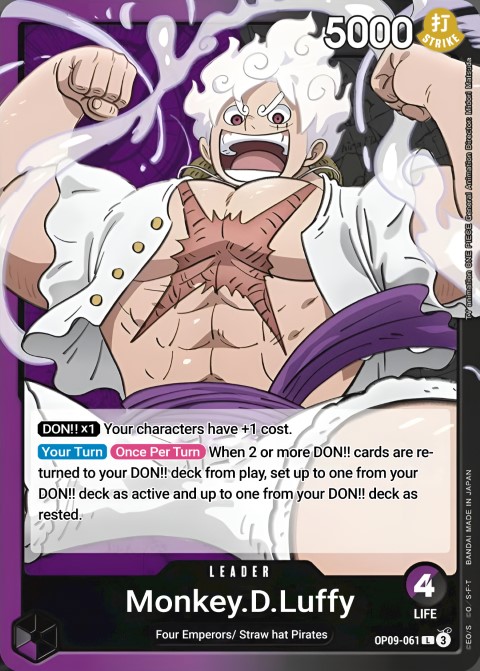 5000
打
STRIKE
TV animation ONE PIECE General Animation Director: Midori Matsuda
DON!!×1 Your characters have +1 cost.
Your Turn Once Per Turn When 2 or more DON!! cards are re-
turned to your DON!! deck from play, set up to one from your
DON!! deck as active and up to one from your DON!! deck as
rested.
©E.O/S ©O. S-F-T BANDAI MADE IN JAPAN
LEADER
Monkey.D.Luffy
4
LIFE
Four Emperors/ Straw hat Pirates
OP09-061 L 3